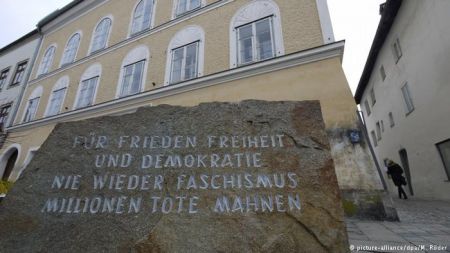 FÜR FRIEDEN FREIHEIT
UND DEMOKRATIE
NIE WIEDER FASCHISMUS
MILLIONEN TOTE MAHNEN
© picture-alliance/dpa/M. Röder